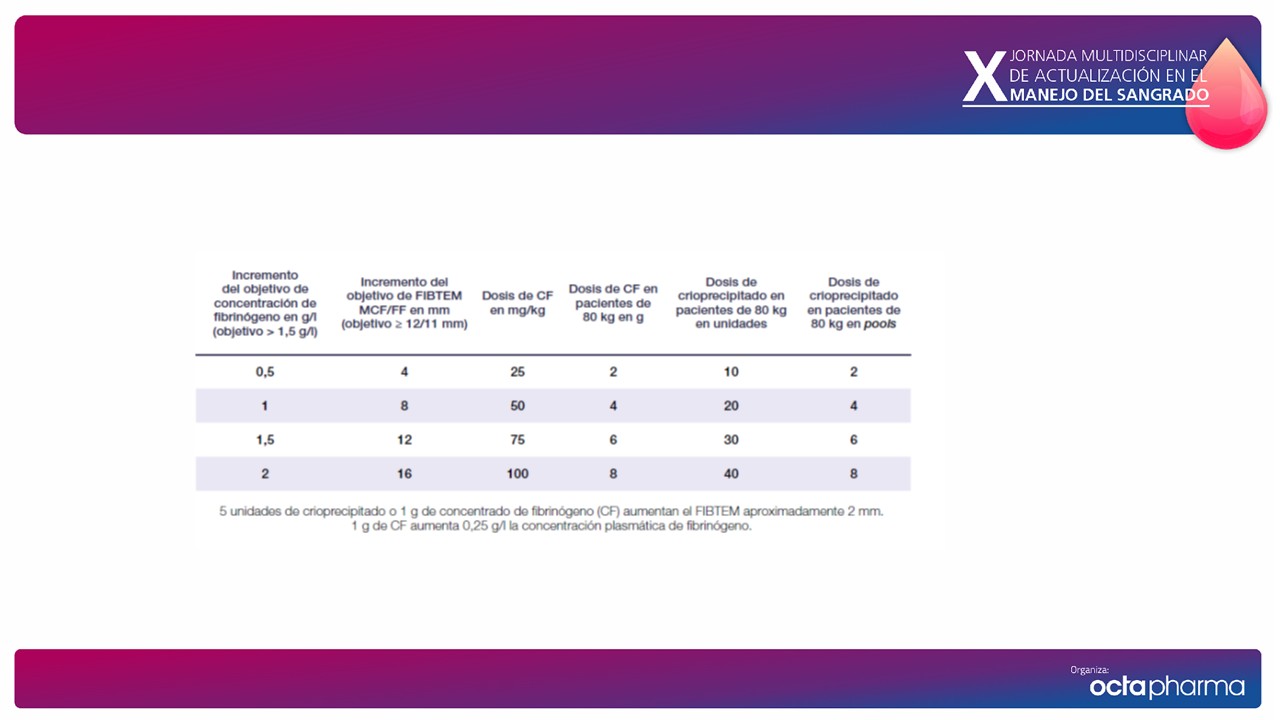 X JORNADA MULTIDISCIPLINAR
DE ACTUALIZACIÓN EN EL
MANEJO DEL SANGRADO
Incremento
del objetivo de
concentración de
fibrinógeno en g/l
(objetivo > 1,5 g/l)
Incremento del
objetivo de FIBTEM
MCF/FF en mm
(objetivo ≥ 12/11 mm)
Dosis de CF
en mg/kg
Dosis de CF en
pacientes de
80 kg en g
Dosis de
crioprecipitado en
pacientes de 80 kg
en unidades
Dosis de
crioprecipitado
en pacientes de
80 kg en pools
0,5 4 25 2 10 2
1 8 50 4 20 4
1,5 12 75 6 30 6
2 16 100 8 40 8
5 unidades de crioprecipitado o 1 g de concentrado de fibrinógeno (CF) aumentan el FIBTEM aproximadamente 2 mm.
1 g de CF aumenta 0,25 g/l la concentración plasmática de fibrinógeno.
Organiza:
octapharma